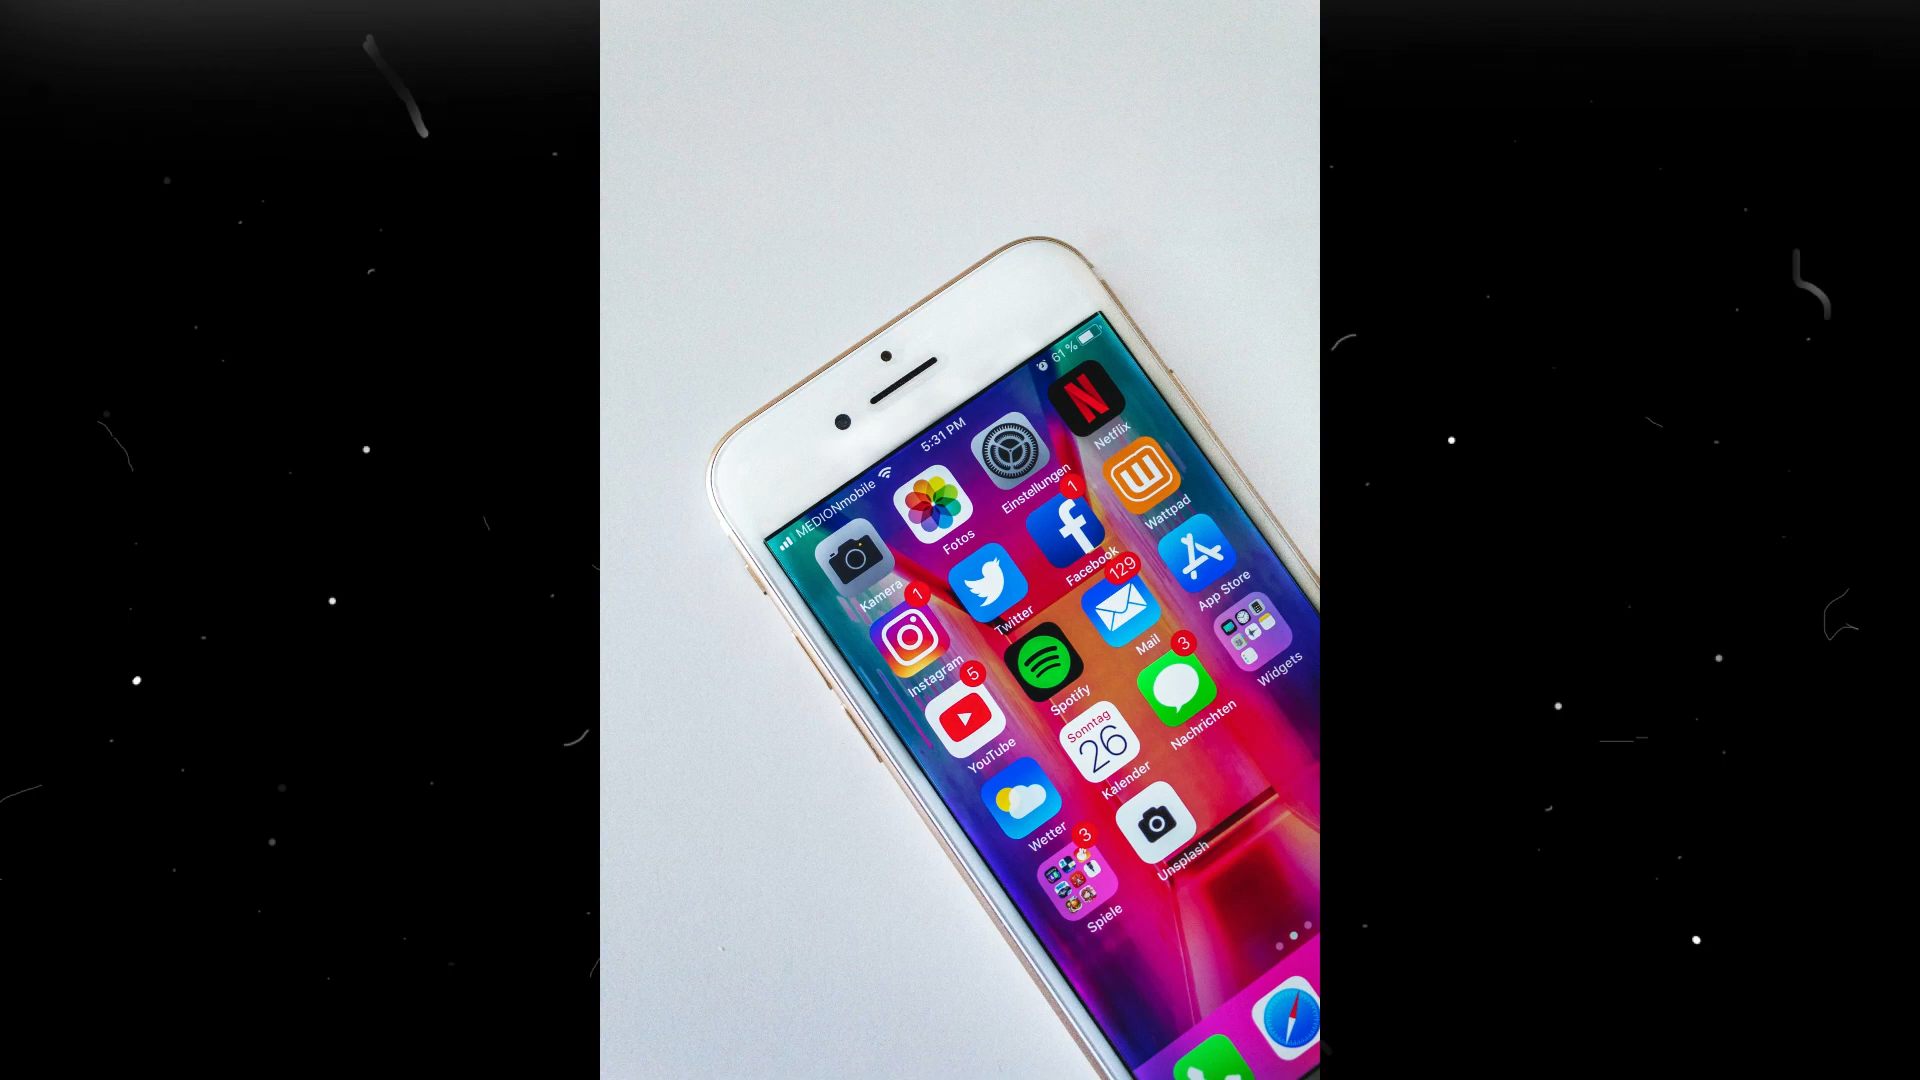 MEDIONmobile 5:31 PM 61 %
Kamera
Fotos
Einstellungen
Netflix
1
Instagram
Twitter
1
Facebook
Wattpad
5
YouTube
Spotify
129
Mail
App Store
Wetter
Sonntag
26
Kalender
3
Nachrichten
Widgets
3
Spiele
Unsplash